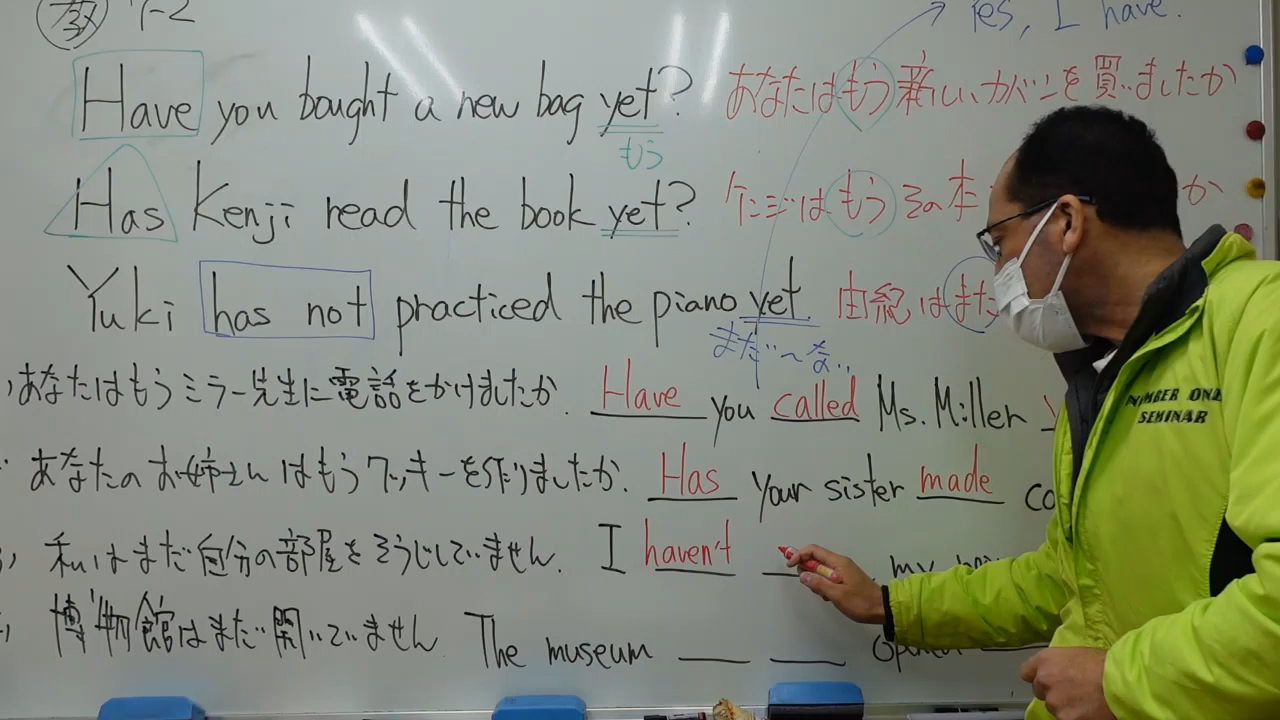 教 7-2
Yes, I have.
Have you bought a new bag yet? あなたはもう新しいカバンを買いましたか
もう
Has Kenji read the book yet? ケンジはもうその本 か
Yuki has not practiced the piano yet. 由紀はまだ
まだ〜な..
あなたはもうミラー先生に電話をかけましたか. Have you called Ms. Miller
あなたのお姉さんはもうクッキーを作りましたか. Has your sister made co
私はまだ自分の部屋をそうじしていません. I haven't my
博物館はまだ開いていません. The museum
NUMBER ONE
SEMINAR